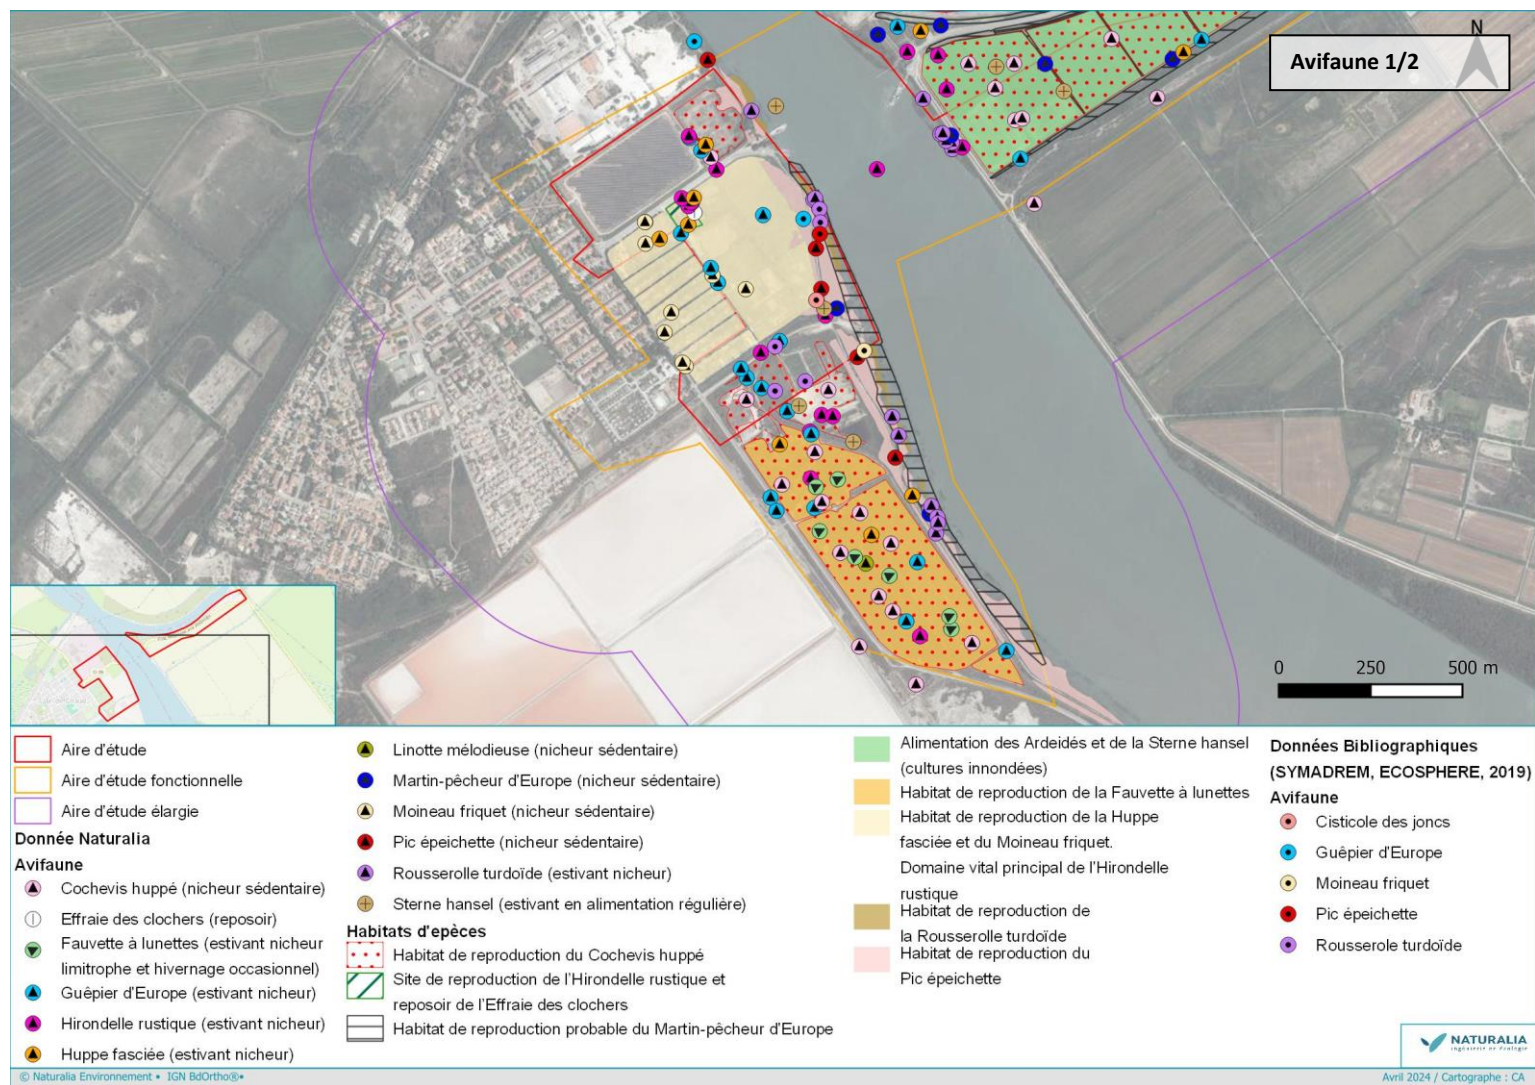 Avifaune 1/2
N
0 250 500 m
Aire d'étude
Aire d'étude fonctionnelle
Aire d'étude élargie
Donnée Naturalia
Avifaune
Cochevis huppé (nicheur sédentaire)
Effraie des clochers (reposoir)
Fauvette à lunettes (estivant nicheur
limitrophe et hivernage occasionnel)
Guêpier d'Europe (estivant nicheur)
Hirondelle rustique (estivant nicheur)
Huppe fasciée (estivant nicheur)
Linotte mélodieuse (nicheur sédentaire)
Martin-pêcheur d'Europe (nicheur sédentaire)
Moineau friquet (nicheur sédentaire)
Pic épeichette (nicheur sédentaire)
Rousserolle turdoïde (estivant nicheur)
Sterne hansel (estivant en alimentation régulière)
Habitats d'epèces
Habitat de reproduction du Cochevis huppé
Site de reproduction de l'Hirondelle rustique et
reposoir de l'Effraie des clochers
Habitat de reproduction probable du Martin-pêcheur d'Europe
Alimentation des Ardeidés et de la Sterne hansel
(cultures innondées)
Habitat de reproduction de la Fauvette à lunettes
Habitat de reproduction de la Huppe
fasciée et du Moineau friquet.
Domaine vital principal de l'Hirondelle
rustique
Habitat de reproduction de
la Rousserolle turdoïde
Habitat de reproduction du
Pic épeichette
Données Bibliographiques
(SYMADREM, ECOSPHERE, 2019)
Avifaune
Cisticole des joncs
Guêpier d'Europe
Moineau friquet
Pic épeichette
Rousserole turdoïde
NATURALIA
ingénierie en écologie
© Naturalia Environnement • IGN BdOrtho®•
Avril 2024 / Cartographe : CA